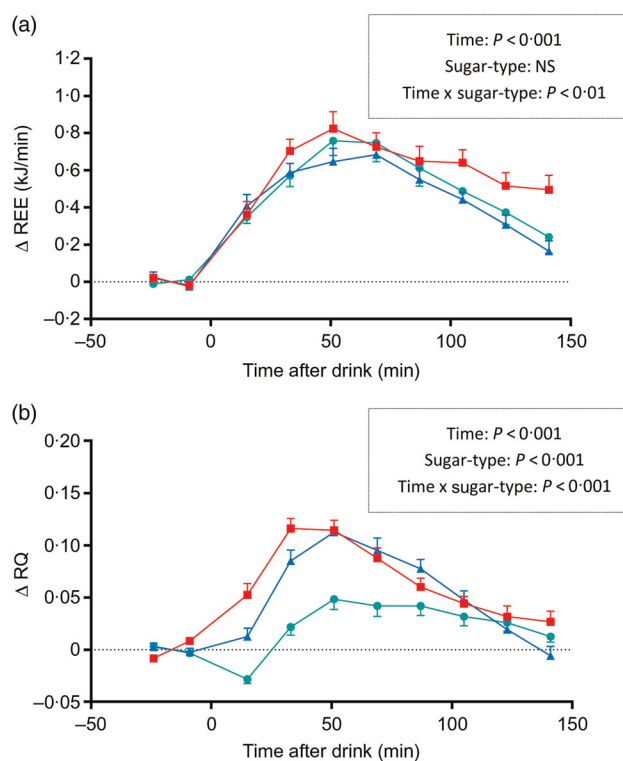 (a)
Time: P < 0·001
Sugar-type: NS
Time x sugar-type: P < 0·01
Δ REE (kJ/min)
1·2
1·0
0·8
0·6
0·4
0·2
0
–0·2
–50
0
50
100
150
Time after drink (min)
(b)
Time: P < 0·001
Sugar-type: P < 0·001
Time x sugar-type: P < 0·001
Δ RQ
0·20
0·15
0·10
0·05
0
–0·05
–50
0
50
100
150
Time after drink (min)